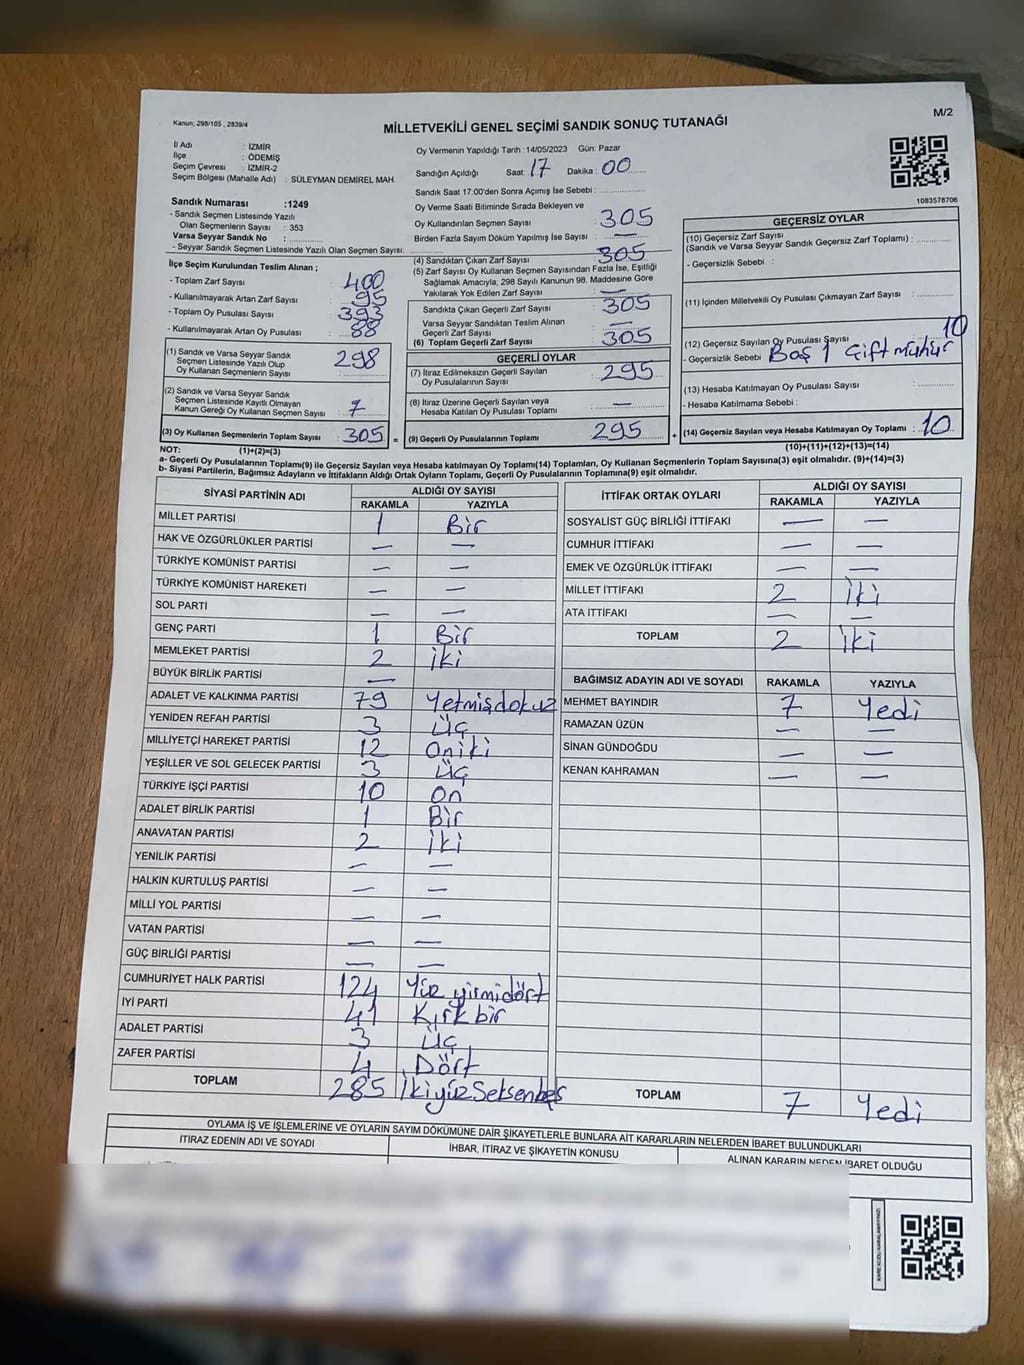 Kanun; 298/105 , 2839/4
M/2
MİLLETVEKİLİ GENEL SEÇİMİ SANDIK SONUÇ TUTANAĞI
İl Adı : İZMİR
İlçe : ÖDEMİŞ
Seçim Çevresi : İZMİR-2
Seçim Bölgesi (Mahalle Adı) : SÜLEYMAN DEMİREL MAH.
Sandık Numarası :1249
- Sandık Seçmen Listesinde Yazılı
Olan Seçmenlerin Sayısı : 353
Varsa Seyyar Sandık No :
- Seyyar Sandık Seçmen Listesinde Yazılı Olan Seçmen Sayısı:
Oy Vermenin Yapıldığı Tarih : 14/05/2023 Gün: Pazar
Sandığın Açıldığı Saat: 17 Dakika : 00
Sandık Saat 17:00'den Sonra Açımış İse Sebebi :
Oy Verme Saati Bitiminde Sırada Bekleyen ve
Oy Kullandırılan Seçmen Sayısı : 305
Birden Fazla Sayım Döküm Yapılmış İse Sayısı : —
1083578706
İlçe Seçim Kurulundan Teslim Alınan ;
- Toplam Zarf Sayısı : 400
- Kullanılmayarak Artan Zarf Sayısı : 95
- Toplam Oy Pusulası Sayısı : 393
- Kullanılmayarak Artan Oy Pusulası : 88
(1) Sandık ve Varsa Seyyar Sandık
Seçmen Listesinde Yazılı Olup
Oy Kullanan Seçmenlerin Sayısı : 298
(2) Sandık ve Varsa Seyyar Sandık
Seçmen Listesinde Kayıtlı Olmayan
Kanun Gereği Oy Kullanan Seçmen Sayısı : 7
(3) Oy Kullanan Seçmenlerin Toplam Sayısı : 305 =
(4) Sandıktan Çıkan Zarf Sayısı : 305
(5) Zarf Sayısı Oy Kullanan Seçmen Sayısından Fazla İse, Eşitliği
Sağlamak Amacıyla; 298 Sayılı Kanunun 98. Maddesine Göre
Yakılarak Yok Edilen Zarf Sayısı : —
Sandıkta Çıkan Geçerli Zarf Sayısı : 305
Varsa Seyyar Sandıktan Teslim Alınan
Geçerli Zarf Sayısı : —
(6) Toplam Geçerli Zarf Sayısı : 305
GEÇERLİ OYLAR
(7) İtiraz Edilmeksizin Geçerli Sayılan
Oy Pusulalarının Sayısı : 295
(8) İtiraz Üzerine Geçerli Sayılan veya
Hesaba Katılan Oy Pusulası Toplamı : —
(9) Geçerli Oy Pusulalarının Toplamı : 295 +
GEÇERSİZ OYLAR
(10) Geçersiz Zarf Sayısı
(Sandık ve Varsa Seyyar Sandık Geçersiz Zarf Toplamı) :
- Geçersizlik Sebebi :
(11) İçinden Milletvekili Oy Pusulası Çıkmayan Zarf Sayısı :
(12) Geçersiz Sayılan Oy Pusulası Sayısı : 10
- Geçersizlik Sebebi : Boş 1 Çift mühür
(13) Hesaba Katılmayan Oy Pusulası Sayısı :
- Hesaba Katılmama Sebebi :
(14) Geçersiz Sayılan veya Hesaba Katılmayan Oy Toplamı : 10
NOT: (1)+(2)=(3)
(10)+(11)+(12)+(13)=(14)
a- Geçerli Oy Pusulalarının Toplamı(9) ile Geçersiz Sayılan veya Hesaba katılmayan Oy Toplamı(14) Toplamları, Oy Kullanan Seçmenlerin Toplam Sayısına(3) eşit olmalıdır. (9)+(14)=(3)
b- Siyasi Partilerin, Bağımsız Adayların ve İttifakların Aldığı Ortak Oyların Toplamı, Geçerli Oy Pusulalarının Toplamına(9) eşit olmalıdır.
SİYASİ PARTİNİN ADI ALDIĞI OY SAYISI
RAKAMLA YAZIYLA
MİLLET PARTİSİ 1 Bir
HAK VE ÖZGÜRLÜKLER PARTİSİ — —
TÜRKİYE KOMÜNİST PARTİSİ — —
TÜRKİYE KOMÜNİST HAREKETİ — —
SOL PARTİ — —
GENÇ PARTİ 1 Bir
MEMLEKET PARTİSİ 2 iki
BÜYÜK BİRLİK PARTİSİ —
ADALET VE KALKINMA PARTİSİ 79 Yetmişdokuz
YENİDEN REFAH PARTİSİ 3 Üç
MİLLİYETÇİ HAREKET PARTİSİ 12 Oniki
YEŞİLLER VE SOL GELECEK PARTİSİ 3 Üç
TÜRKİYE İŞÇİ PARTİSİ 10 On
ADALET BİRLİK PARTİSİ 1 Bir
ANAVATAN PARTİSİ 2 İki
YENİLİK PARTİSİ — —
HALKIN KURTULUŞ PARTİSİ — —
MİLLİ YOL PARTİSİ — —
VATAN PARTİSİ — —
GÜÇ BİRLİĞİ PARTİSİ — —
CUMHURİYET HALK PARTİSİ 124 Yüz yirmidört
İYİ PARTİ 41 Kırk bir
ADALET PARTİSİ 3 Üç
ZAFER PARTİSİ 4 Dört
TOPLAM 285 İkiyüzSeksenbeş
İTTİFAK ORTAK OYLARI ALDIĞI OY SAYISI
RAKAMLA YAZIYLA
SOSYALİST GÜÇ BİRLİĞİ İTTİFAKI — —
CUMHUR İTTİFAKI — —
EMEK VE ÖZGÜRLÜK İTTİFAKI — —
MİLLET İTTİFAKI 2 İki
ATA İTTİFAKI — —
TOPLAM 2 İki
BAĞIMSIZ ADAYIN ADI VE SOYADI RAKAMLA YAZIYLA
MEHMET BAYINDIR 7 Yedi
RAMAZAN ÜZÜN — —
SİNAN GÜNDOĞDU — —
KENAN KAHRAMAN — —
TOPLAM 7 Yedi
OYLAMA İŞ VE İŞLEMLERİNE VE OYLARIN SAYIM DÖKÜMÜNE DAİR ŞİKAYETLERLE BUNLARA AİT KARARLARIN NELERDEN İBARET BULUNDUKLARI
İTİRAZ EDENİN ADI VE SOYADI İHBAR, İTİRAZ VE ŞİKAYETİN KONUSU ALINAN KARARIN NEDEN İBARET OLDUĞU